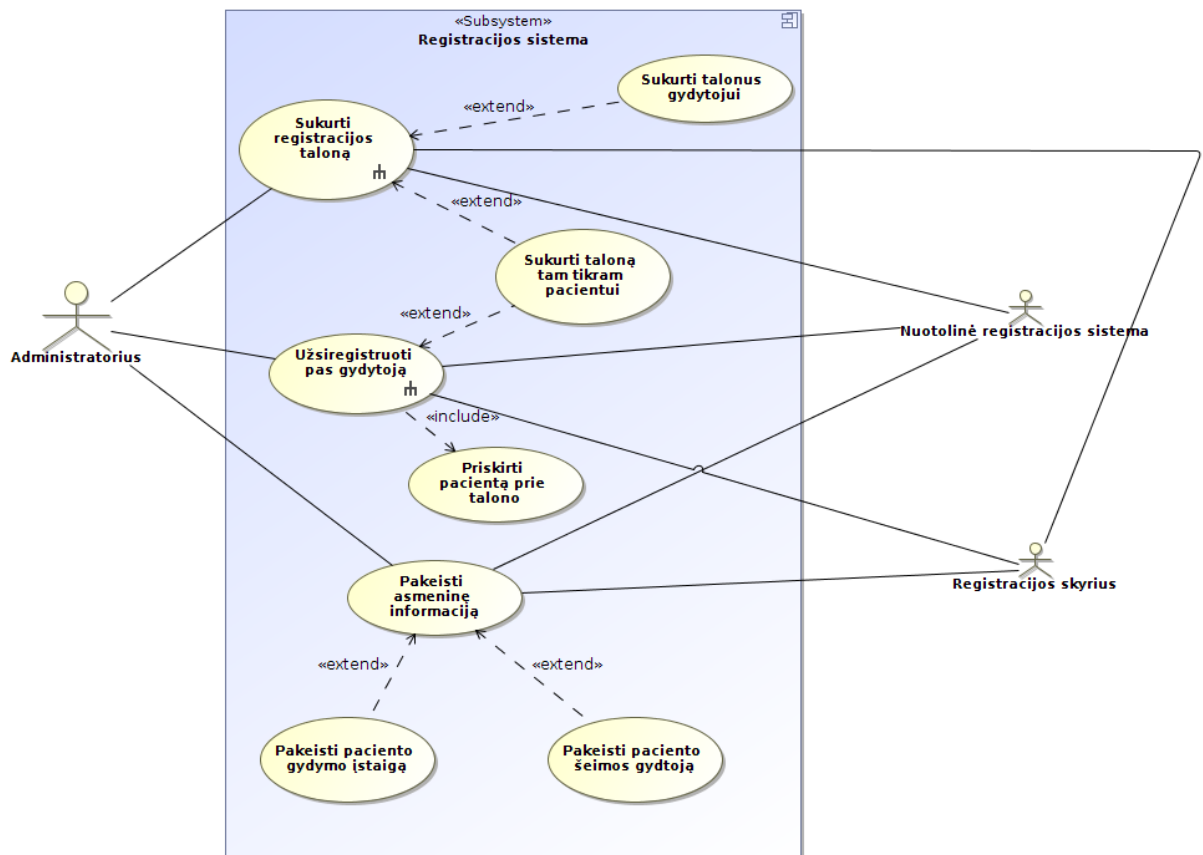 «Subsystem»
Registracijos sistema
Sukurti talonus
gydytojui
«extend»
Sukurti
registracijos
taloną
«extend»
Sukurti taloną
tam tikram
pacientui
«extend»
Administratorius
Nuotolinė registracijos sistema
Užsiregistruoti
pas gydytoją
«include»
Priskirti
pacientą prie
talono
Registracijos skyrius
Pakeisti
asmeninę
informaciją
«extend»
«extend»
Pakeisti paciento
gydymo įstaigą
Pakeisti paciento
šeimos gydtoją